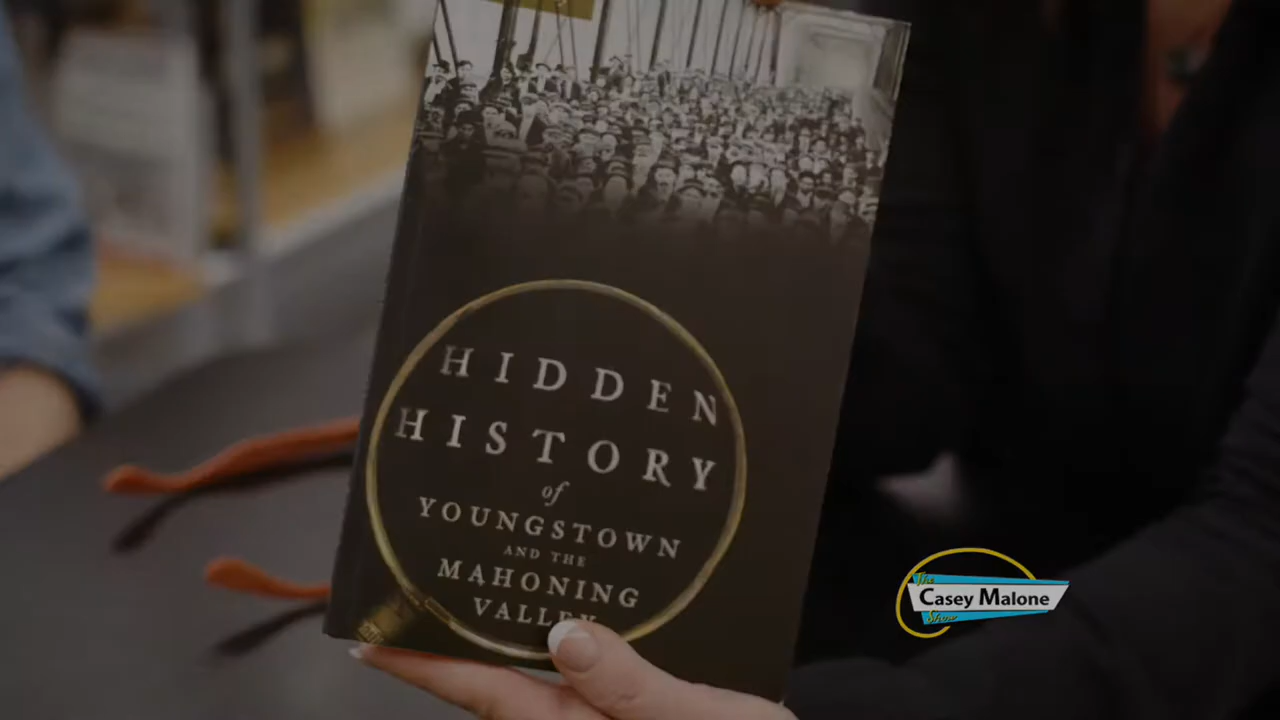 HIDDEN
HISTORY
of
YOUNGSTOWN
AND THE
MAHONING
VALLEY
The
Casey Malone
Show